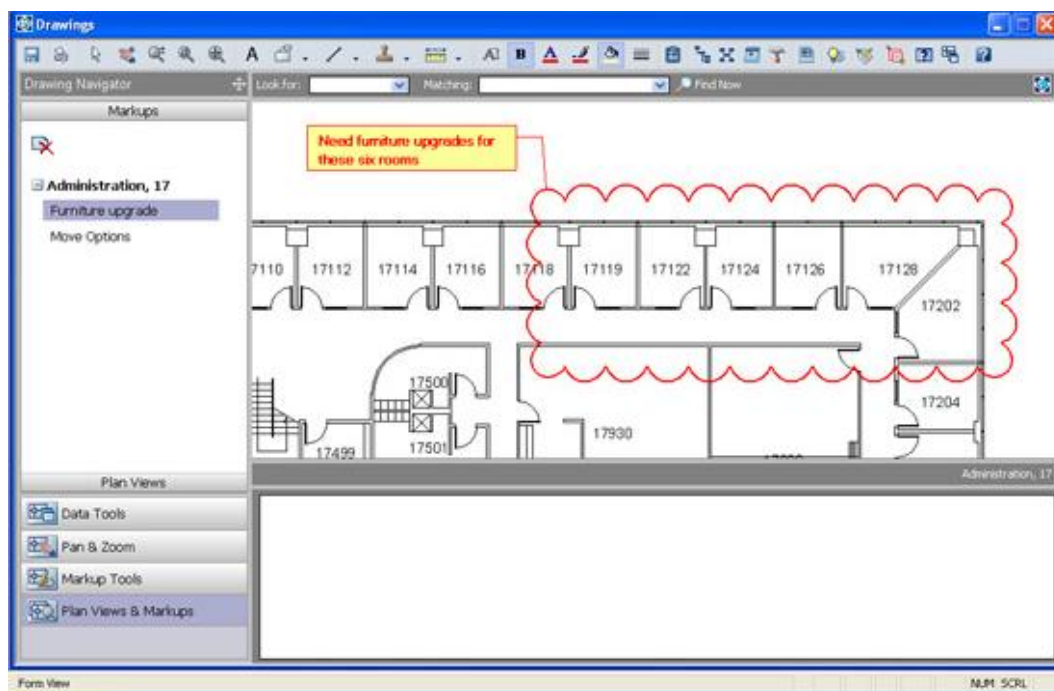 Drawings
Drawing Navigator
Look for:
Matching:
Find Now
Markups
Administration, 17
Furniture upgrade
Move Options
Need furniture upgrades for
these six rooms
17110 17112 17114 17116 17118 17119 17122 17124 17126 17128
17202
17500
17204
17930
17499
17501
Administration, 17
Plan Views
Data Tools
Pan & Zoom
Markup Tools
Plan Views & Markups
Form View
NUM SCRL